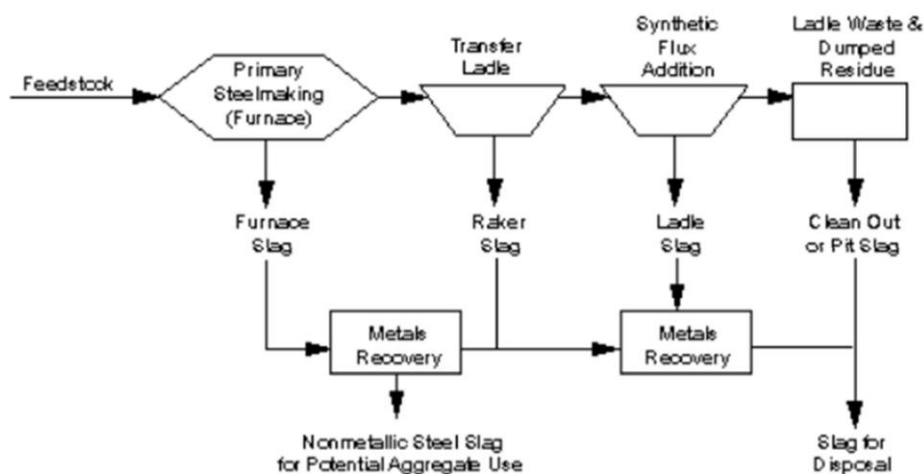 Feedstock
Primary
Steelmaking
(Furnace)
Transfer
Ladle
Synthetic
Flux
Addition
Ladle Waste &
Dumped
Residue
Furnace
Slag
Raker
Slag
Ladle
Slag
Clean Out
or Pit Slag
Metals
Recovery
Metals
Recovery
Nonmetallic Steel Slag
for Potential Aggregate Use
Slag for
Disposal